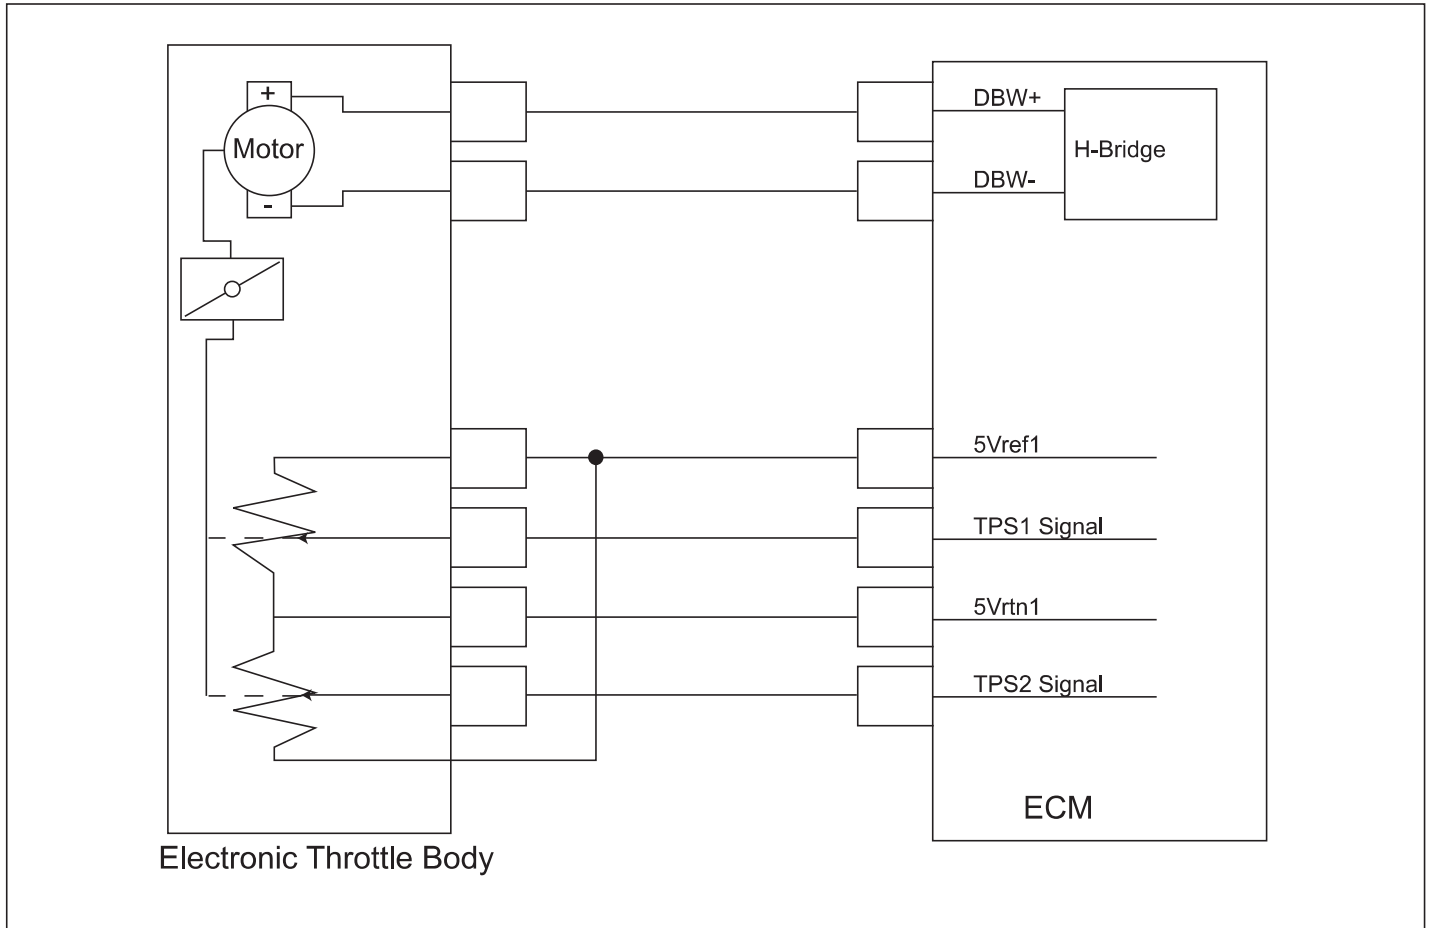 +
Motor
-
DBW+
H-Bridge
DBW-
5Vref1
TPS1 Signal
5Vrtn1
TPS2 Signal
ECM
Electronic Throttle Body